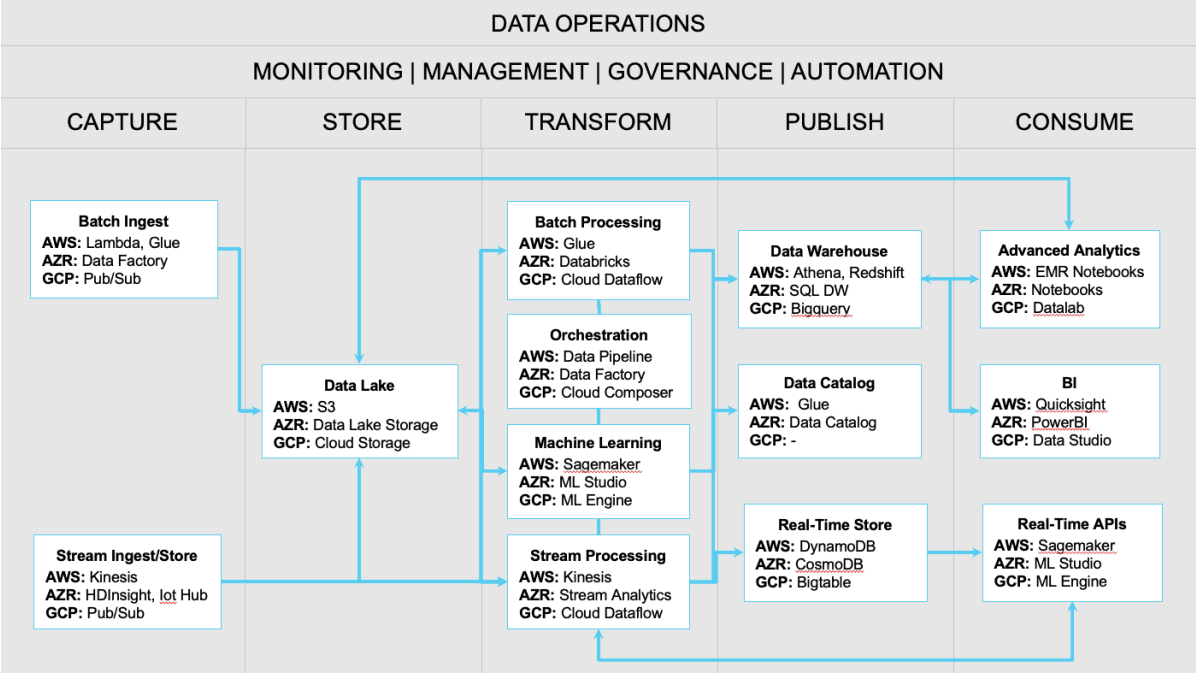 DATA OPERATIONS
MONITORING | MANAGEMENT | GOVERNANCE | AUTOMATION
CAPTURE
STORE
TRANSFORM
PUBLISH
CONSUME
Batch Ingest
AWS: Lambda, Glue
AZR: Data Factory
GCP: Pub/Sub
Stream Ingest/Store
AWS: Kinesis
AZR: HDInsight, Iot Hub
GCP: Pub/Sub
Data Lake
AWS: S3
AZR: Data Lake Storage
GCP: Cloud Storage
Batch Processing
AWS: Glue
AZR: Databricks
GCP: Cloud Dataflow
Orchestration
AWS: Data Pipeline
AZR: Data Factory
GCP: Cloud Composer
Machine Learning
AWS: Sagemaker
AZR: ML Studio
GCP: ML Engine
Stream Processing
AWS: Kinesis
AZR: Stream Analytics
GCP: Cloud Dataflow
Data Warehouse
AWS: Athena, Redshift
AZR: SQL DW
GCP: Bigquery
Data Catalog
AWS: Glue
AZR: Data Catalog
GCP: -
Real-Time Store
AWS: DynamoDB
AZR: CosmoDB
GCP: Bigtable
Advanced Analytics
AWS: EMR Notebooks
AZR: Notebooks
GCP: Datalab
BI
AWS: Quicksight
AZR: PowerBI
GCP: Data Studio
Real-Time APIs
AWS: Sagemaker
AZR: ML Studio
GCP: ML Engine